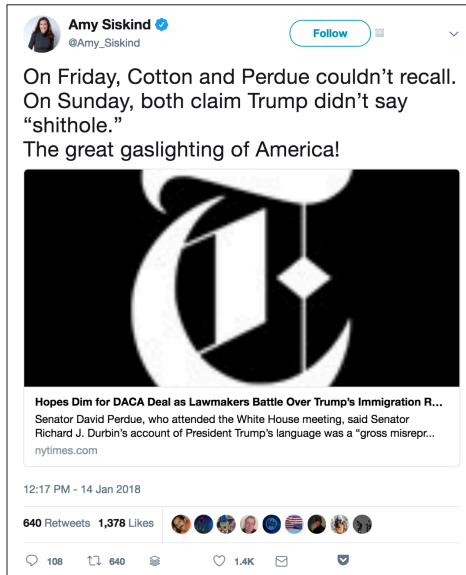 Amy Siskind
@Amy_Siskind
Follow
On Friday, Cotton and Perdue couldn’t recall.
On Sunday, both claim Trump didn’t say
“shithole.”
The great gaslighting of America!
Hopes Dim for DACA Deal as Lawmakers Battle Over Trump’s Immigration R...
Senator David Perdue, who attended the White House meeting, said Senator
Richard J. Durbin’s account of President Trump’s language was a “gross misrepr...
nytimes.com
12:17 PM - 14 Jan 2018
640 Retweets 1,378 Likes
108 640 1.4K